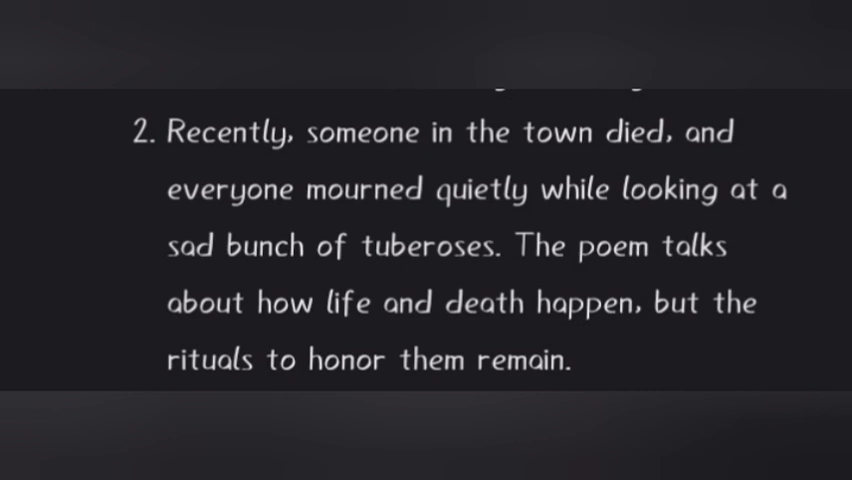 2. Recently, someone in the town died, and
everyone mourned quietly while looking at a
sad bunch of tuberoses. The poem talks
about how life and death happen, but the
rituals to honor them remain.